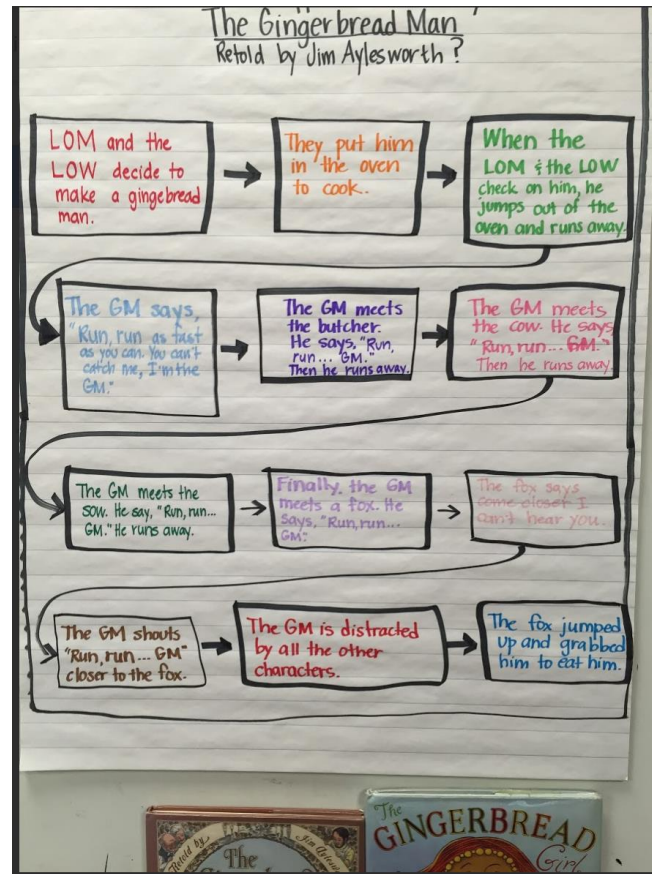 The Gingerbread Man
Retold by Jim Aylesworth?
LOM and the
LOW decide to
make a gingebread
man.
They put him
in the oven
to cook.
When the
LOM & the LOW
check on him, he
jumps out of the
oven and runs away.
The GM says,
"Run, run as fast
as you can. You can't
catch me, I'm the
GM."
The GM meets
the butcher.
He says, "Run,
run... GM."
Then he runs away.
The GM meets
the cow. He says
"Run, run... GM."
Then he runs away.
The GM meets the
sow. He say, "Run, run...
GM." He runs away.
Finally, the GM
meets a fox. He
says, "Run, run...
GM."
The fox says
come closer I
can't hear you.
The GM shouts
"Run, run... GM"
closer to the fox.
The GM is distracted
by all the other
characters.
The fox jumped
up and grabbed
him to eat him.
Retold by
Jim
The
The
GINGERBREAD
Girl